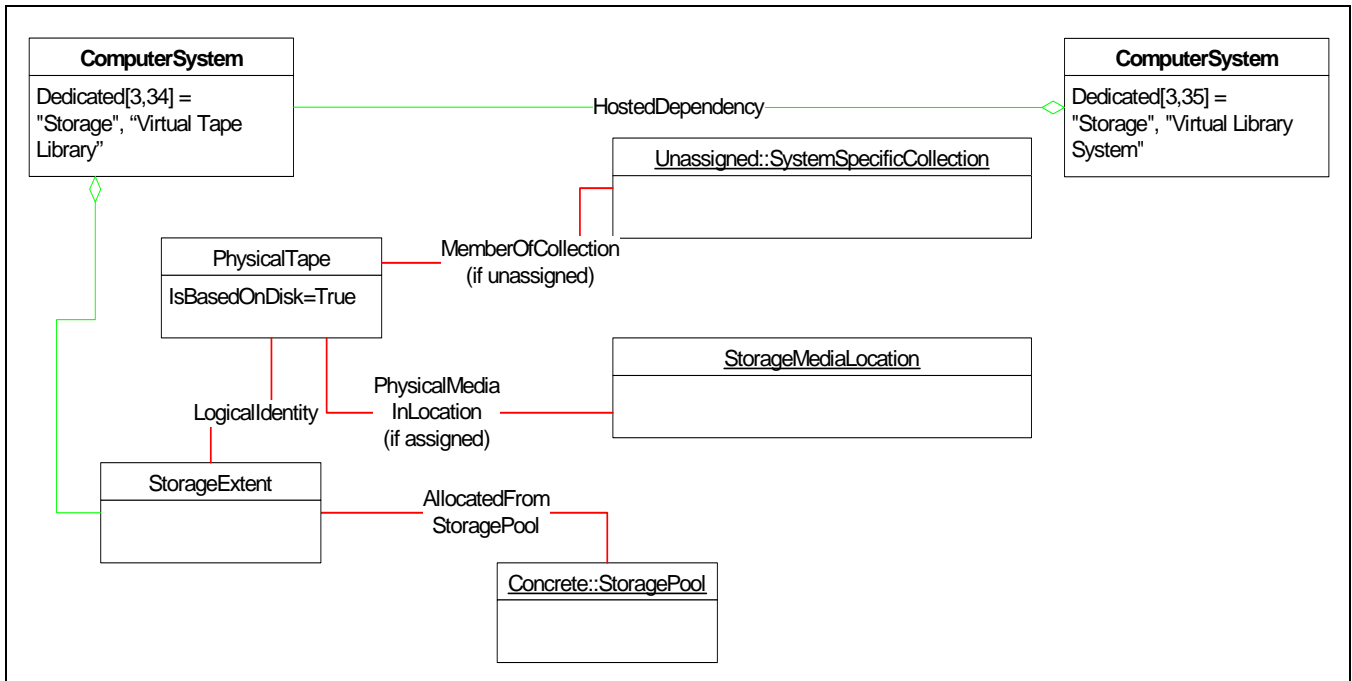 ComputerSystem
Dedicated[3,34] =
"Storage", “Virtual Tape
Library”
HostedDependency
ComputerSystem
Dedicated[3,35] =
"Storage", "Virtual Library
System"
Unassigned::SystemSpecificCollection
PhysicalTape
IsBasedOnDisk=True
MemberOfCollection
(if unassigned)
StorageMediaLocation
PhysicalMedia
InLocation
(if assigned)
LogicalIdentity
StorageExtent
AllocatedFrom
StoragePool
Concrete::StoragePool